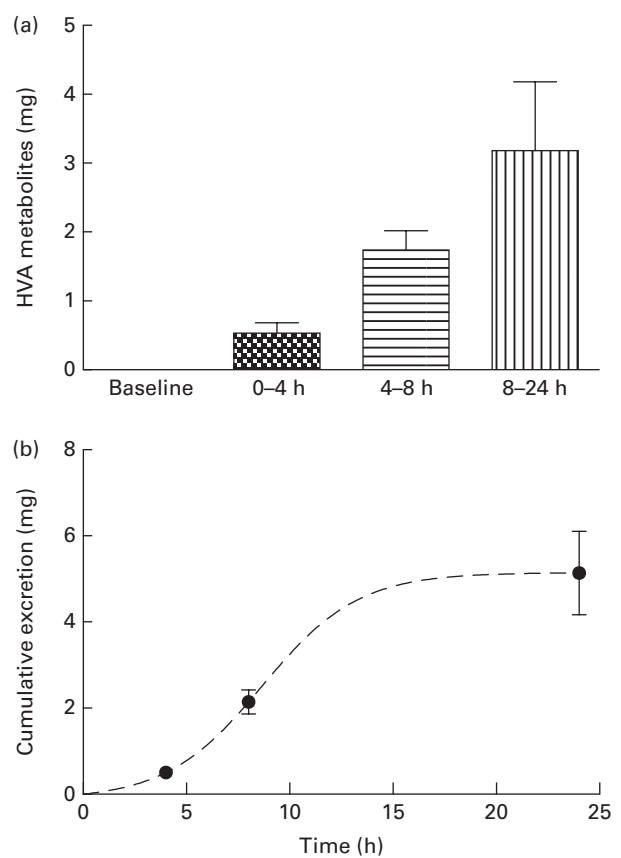 (a)
HVA metabolites (mg)
5
4
3
2
1
0
Baseline 0–4 h 4–8 h 8–24 h
(b)
Cumulative excretion (mg)
8
6
4
2
0
0 5 10 15 20 25
Time (h)